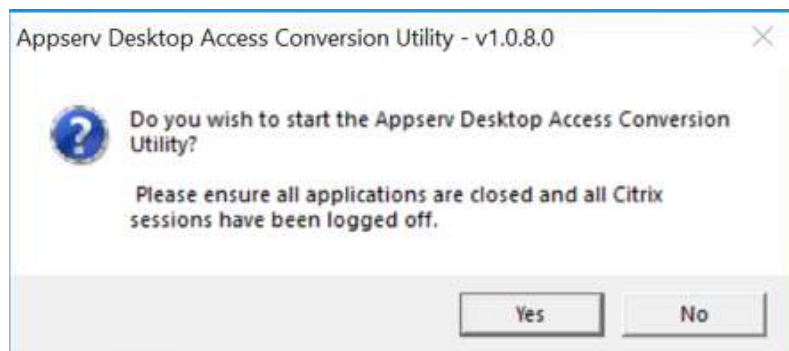 Appserv Desktop Access Conversion Utility - v1.0.8.0
Do you wish to start the Appserv Desktop Access Conversion
Utility?
Please ensure all applications are closed and all Citrix
sessions have been logged off.
Yes
No